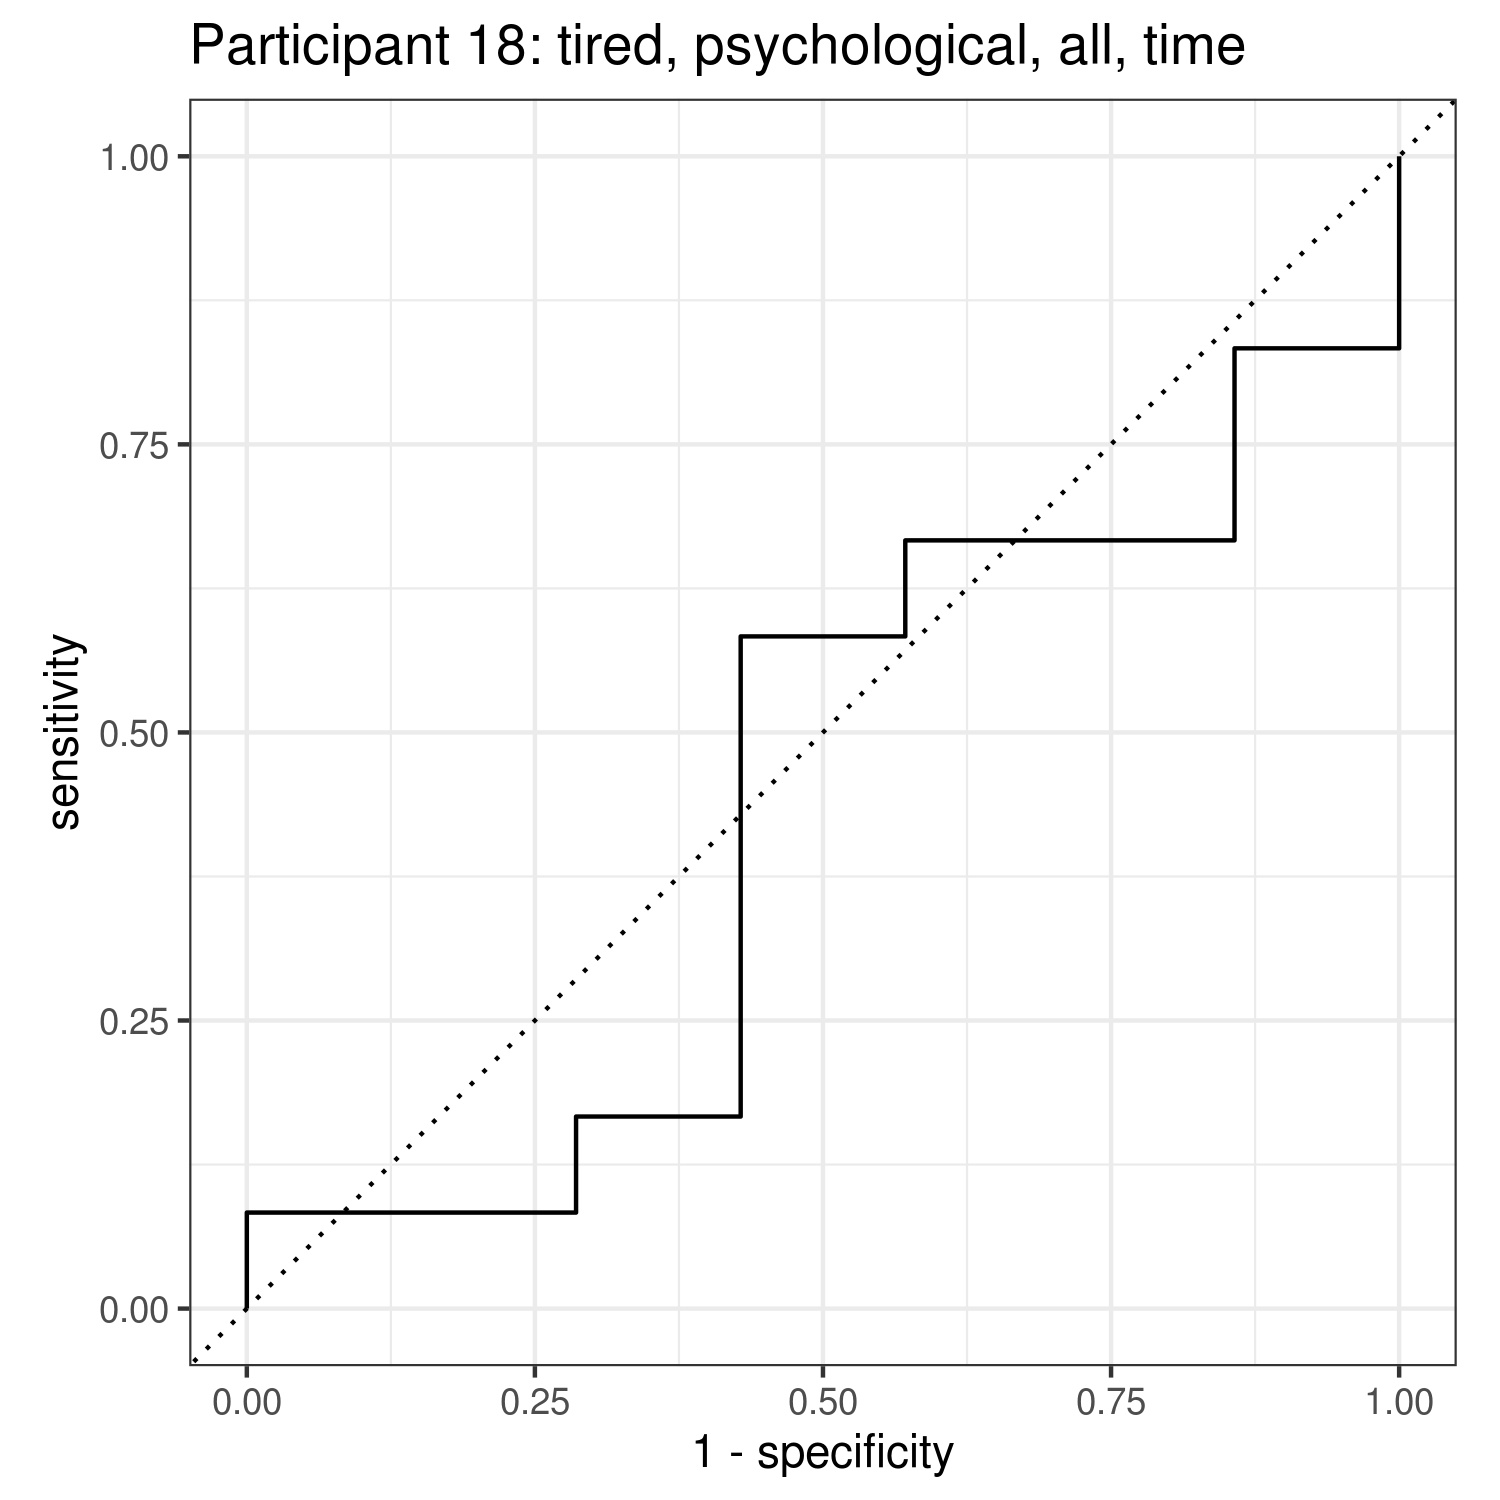 Participant 18: tired, psychological, all, time
sensitivity
1.00
0.75
0.50
0.25
0.00
0.00 0.25 0.50 0.75 1.00
1 - specificity